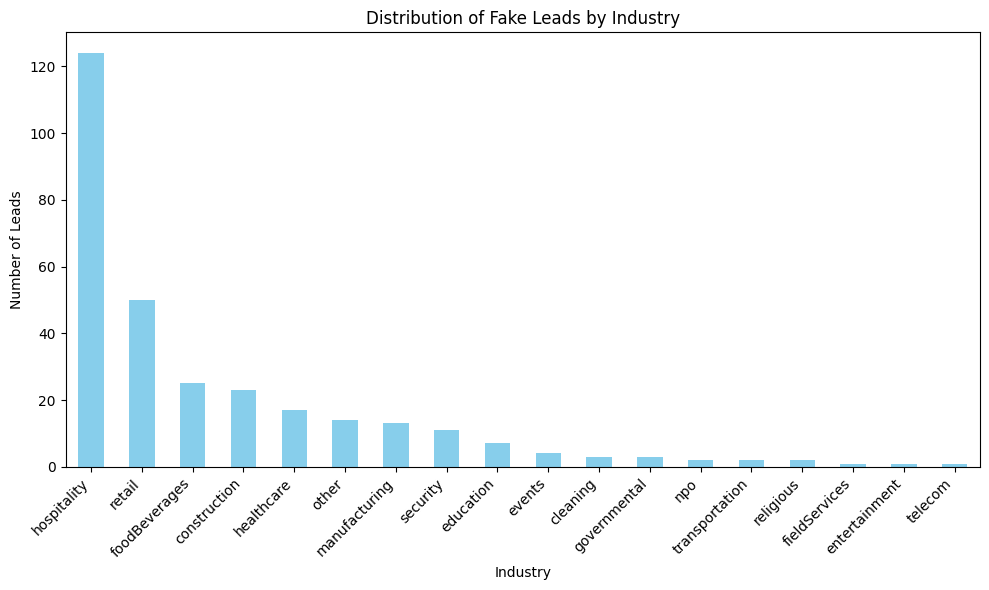 Distribution of Fake Leads by Industry
Number of Leads
120
100
80
60
40
20
0
hospitality
retail
foodBeverages
construction
healthcare
other
manufacturing
security
education
events
cleaning
governmental
npo
transportation
religious
fieldServices
entertainment
telecom
Industry